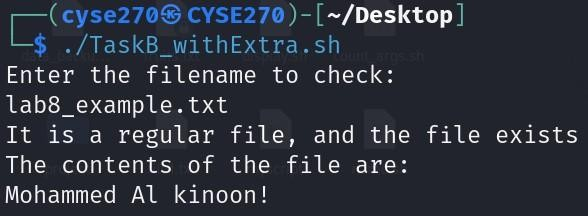 ┌──(cyse270㉿CYSE270)-[~/Desktop]
└─$ ./TaskB_withExtra.sh
Enter the filename to check:
lab8_example.txt
It is a regular file, and the file exists
The contents of the file are:
Mohammed Al kinoon!